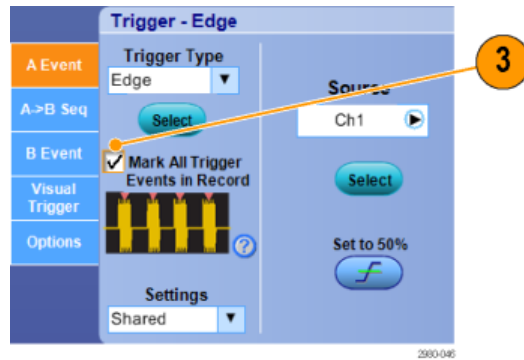 Trigger - Edge
A Event
A->B Seq
B Event
Visual
Trigger
Options
Trigger Type
Edge
Select
Mark All Trigger
Events in Record
?
Settings
Shared
Source
Ch1
Select
Set to 50%
3
2980-046